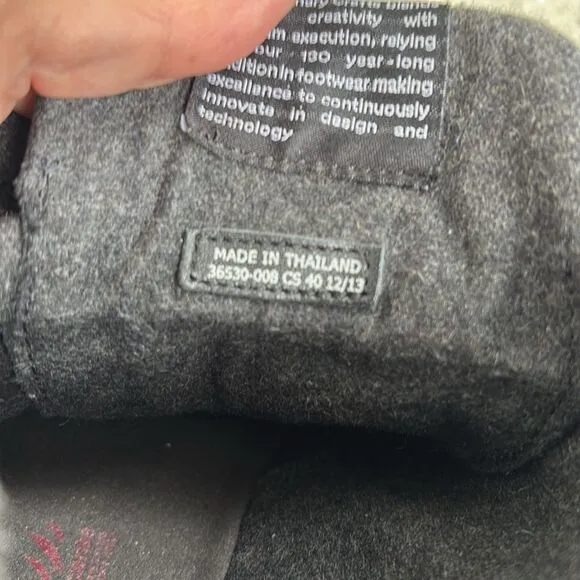 creativity with
execution, relying
our 130 year-long
in footwear making
excellence to continuously
innovate in design and
technology
MADE IN THAILAND
36530-008 CS 40 12/13